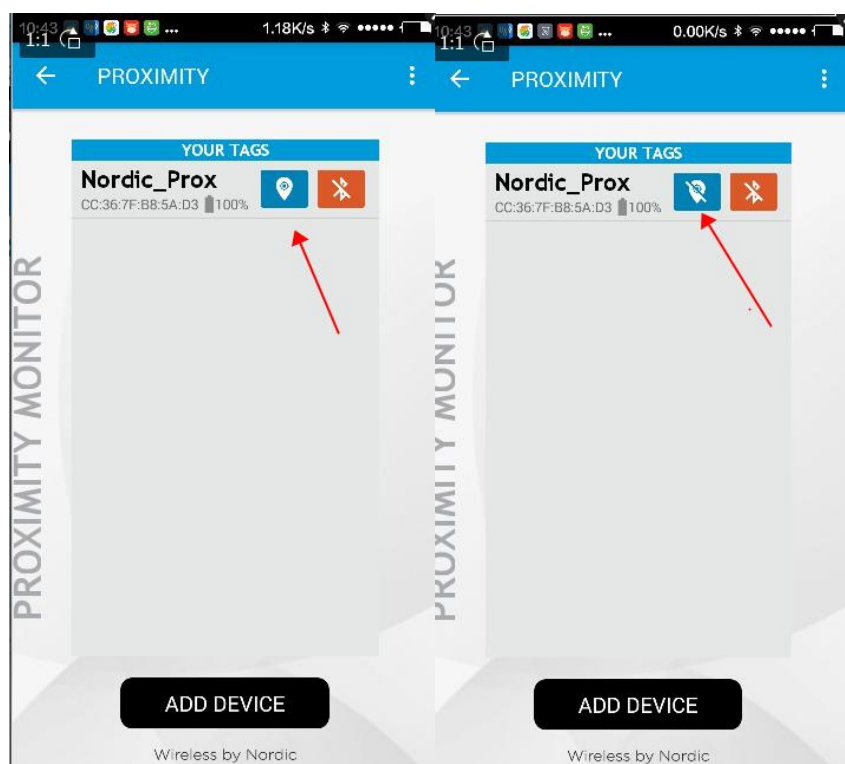 10:43 ... 1.18K/s
1:1
PROXIMITY
YOUR TAGS
Nordic_Prox
CC:36:7F:B8:5A:D3 100%
PROXIMITY MONITOR
ADD DEVICE
Wireless by Nordic
10:43 ... 0.00K/s
1:1
PROXIMITY
YOUR TAGS
Nordic_Prox
CC:36:7F:B8:5A:D3 100%
PROXIMITY MONITOR
ADD DEVICE
Wireless by Nordic